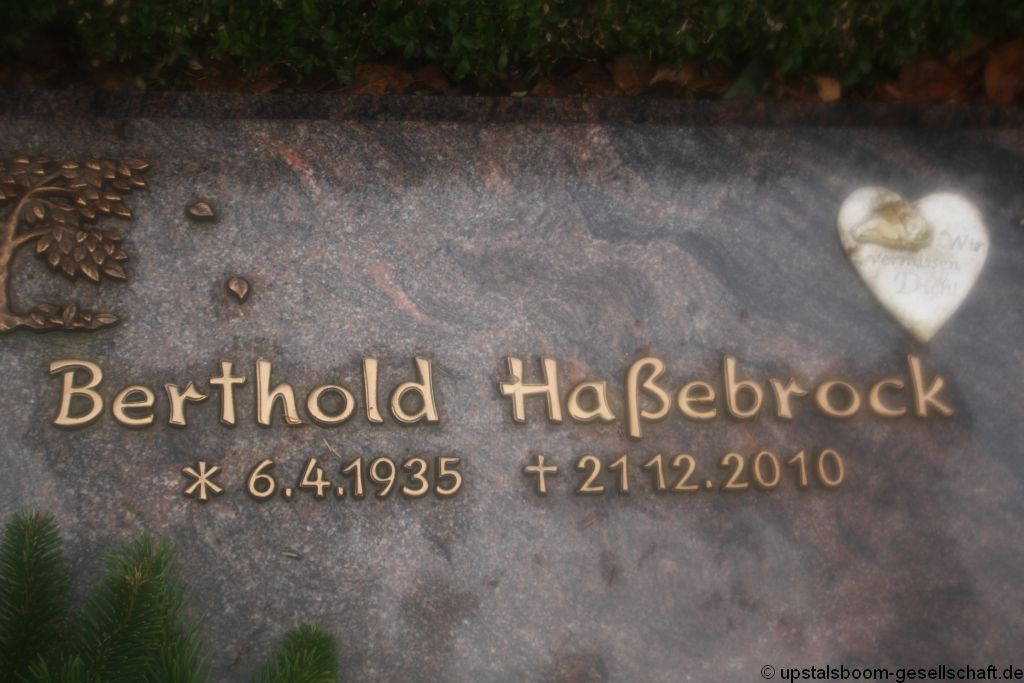 Wir
vermissen
Dich!
Berthold Haßebrock
* 6.4.1935 † 21.12.2010
© upstalsboom-gesellschaft.de